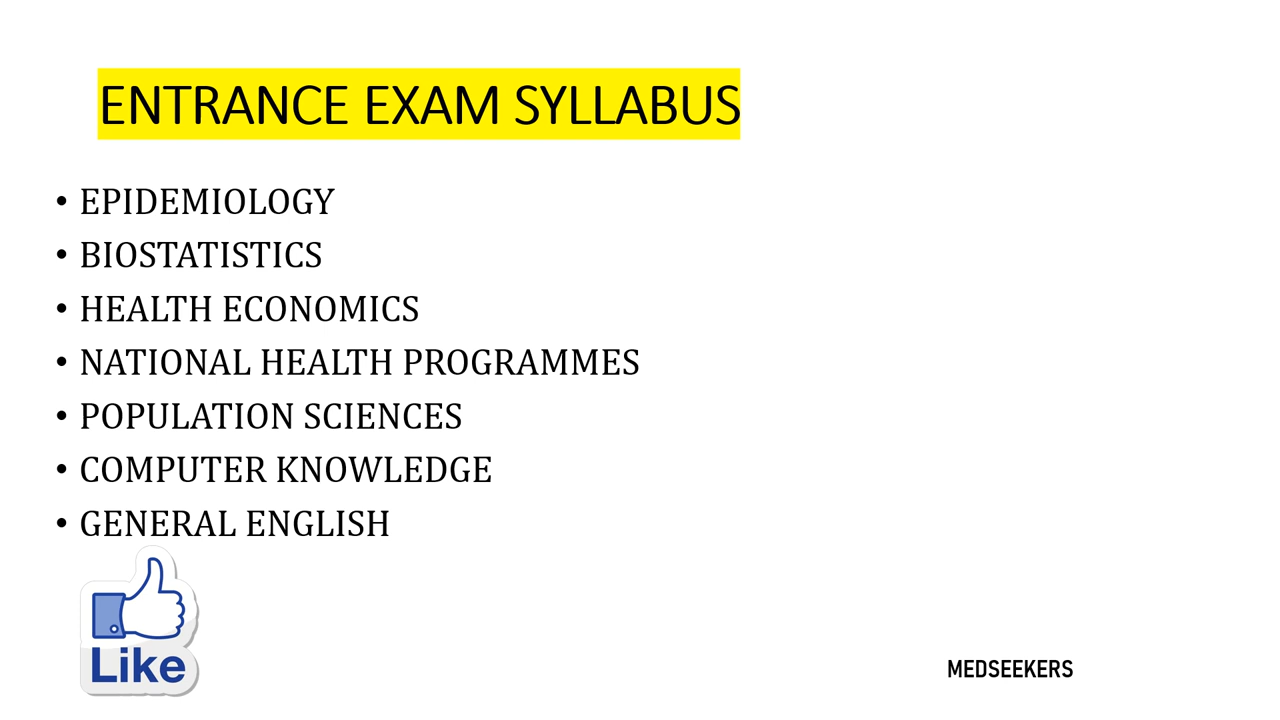 ENTRANCE EXAM SYLLABUS
• EPIDEMIOLOGY
• BIOSTATISTICS
• HEALTH ECONOMICS
• NATIONAL HEALTH PROGRAMMES
• POPULATION SCIENCES
• COMPUTER KNOWLEDGE
• GENERAL ENGLISH
Like
MEDSEEKERS